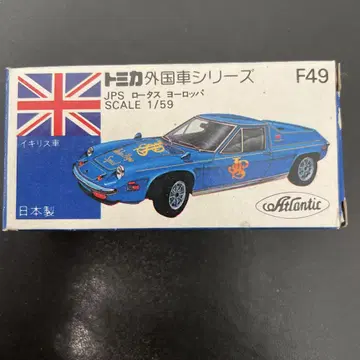 トミカ外国車シリーズ F49
JPS ロータス ヨーロッパ
SCALE 1/59
イギリス車
JPS
日本製
Atlantic